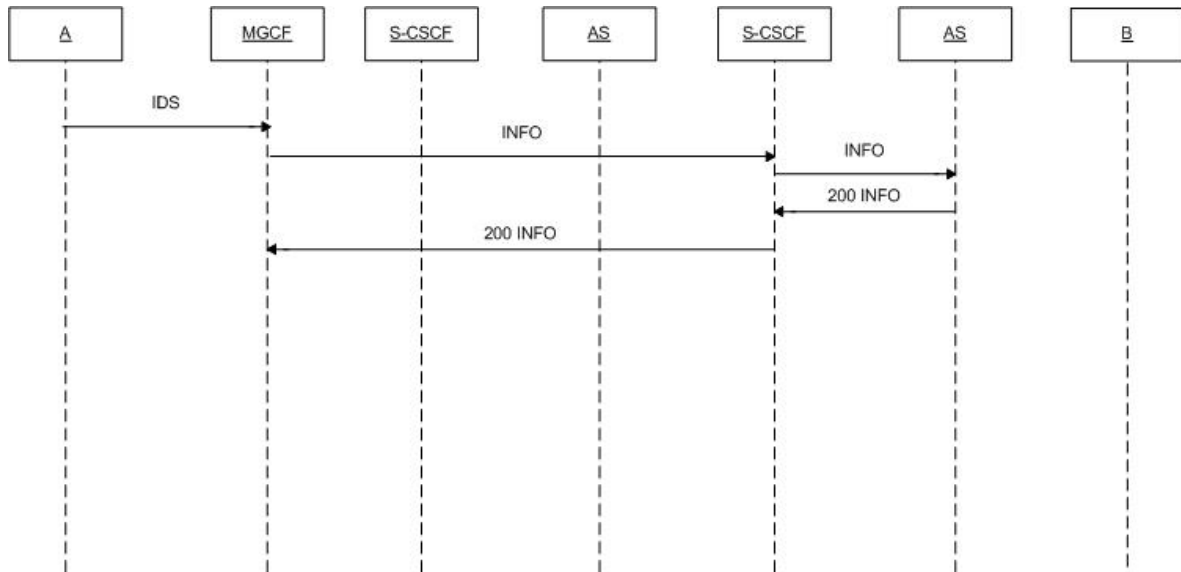 A
MGCF
S-CSCF
AS
S-CSCF
AS
B
IDS
INFO
INFO
200 INFO
200 INFO